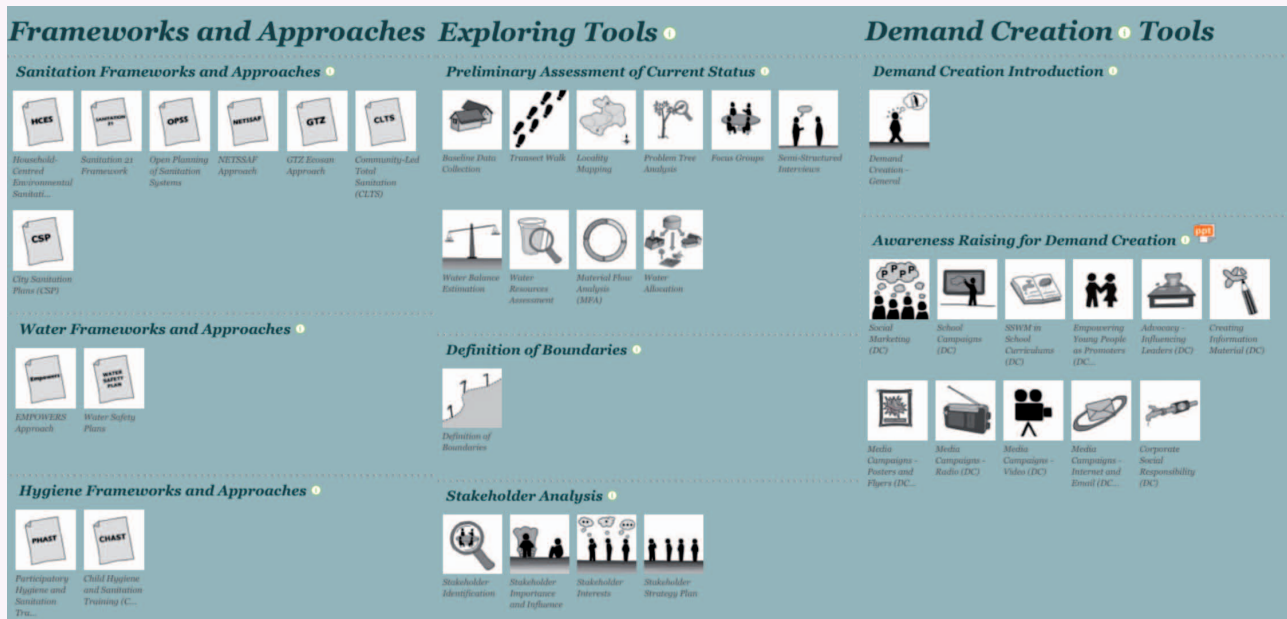 Frameworks and Approaches
Sanitation Frameworks and Approaches
HCES
SANITATION
21
OPSS
NETSSAF
GTZ
CLTS
Household-
Centred
Environmental
Sanitati...
Sanitation 21
Framework
Open Planning
of Sanitation
Systems
NETSSAF
Approach
GTZ Ecosan
Approach
Community-Led
Total
Sanitation
(CLTS)
CSP
City Sanitation
Plans (CSP)
Water Frameworks and Approaches
Empowers
WATER
SAFETY
PLAN
EMPOWERS
Approach
Water Safety
Plans
Hygiene Frameworks and Approaches
PHAST
CHAST
Participatory
Hygiene and
Sanitation
Tra...
Child Hygiene
and Sanitation
Training (C...
Exploring Tools
Preliminary Assessment of Current Status
Baseline Data
Collection
Transect Walk
Locality
Mapping
Problem Tree
Analysis
Focus Groups
Semi-Structured
Interviews
Water Balance
Estimation
Water
Resources
Assessment
Material Flow
Analysis
(MFA)
Water
Allocation
Definition of Boundaries
Definition of
Boundaries
Stakeholder Analysis
Stakeholder
Identification
Stakeholder
Importance
and Influence
Stakeholder
Interests
Stakeholder
Strategy Plan
Demand Creation Tools
Demand Creation Introduction
Demand
Creation -
General
Awareness Raising for Demand Creation
ppt
P P P P
Social
Marketing
(DC)
School
Campaigns
(DC)
SSWM in
School
Curriculums
(DC)
Empowering
Young People
as Promoters
(DC...
Advocacy -
Influencing
Leaders (DC)
Creating
Information
Material (DC)
Media
Campaigns -
Posters and
Flyers (DC...
Media
Campaigns -
Radio (DC)
Media
Campaigns -
Video (DC)
Media
Campaigns -
Internet and
Email (DC...
Corporate
Social
Responsibility
(DC)